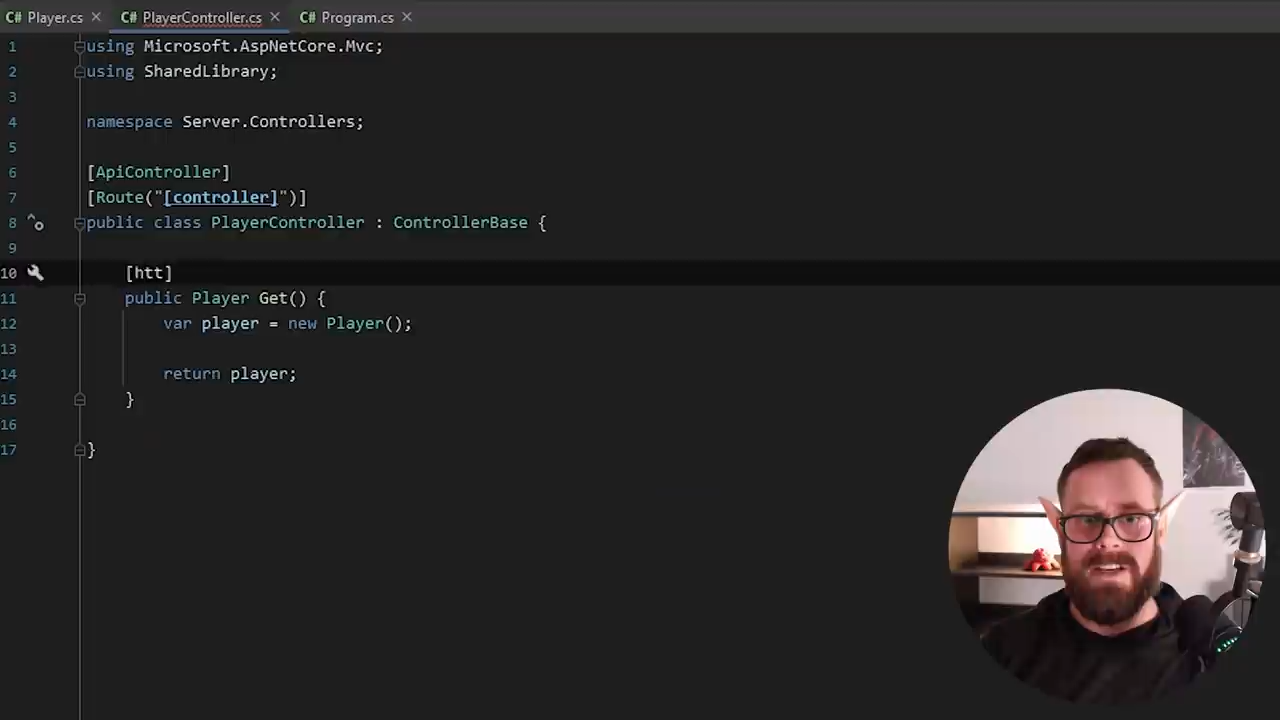 C# Player.cs × C# PlayerController.cs × C# Program.cs ×
1 using Microsoft.AspNetCore.Mvc;
2 using SharedLibrary;
3
4 namespace Server.Controllers;
5
6 [ApiController]
7 [Route("[controller]")]
8 public class PlayerController : ControllerBase {
9
10 [htt]
11 public Player Get() {
12 var player = new Player();
13
14 return player;
15 }
16
17 }